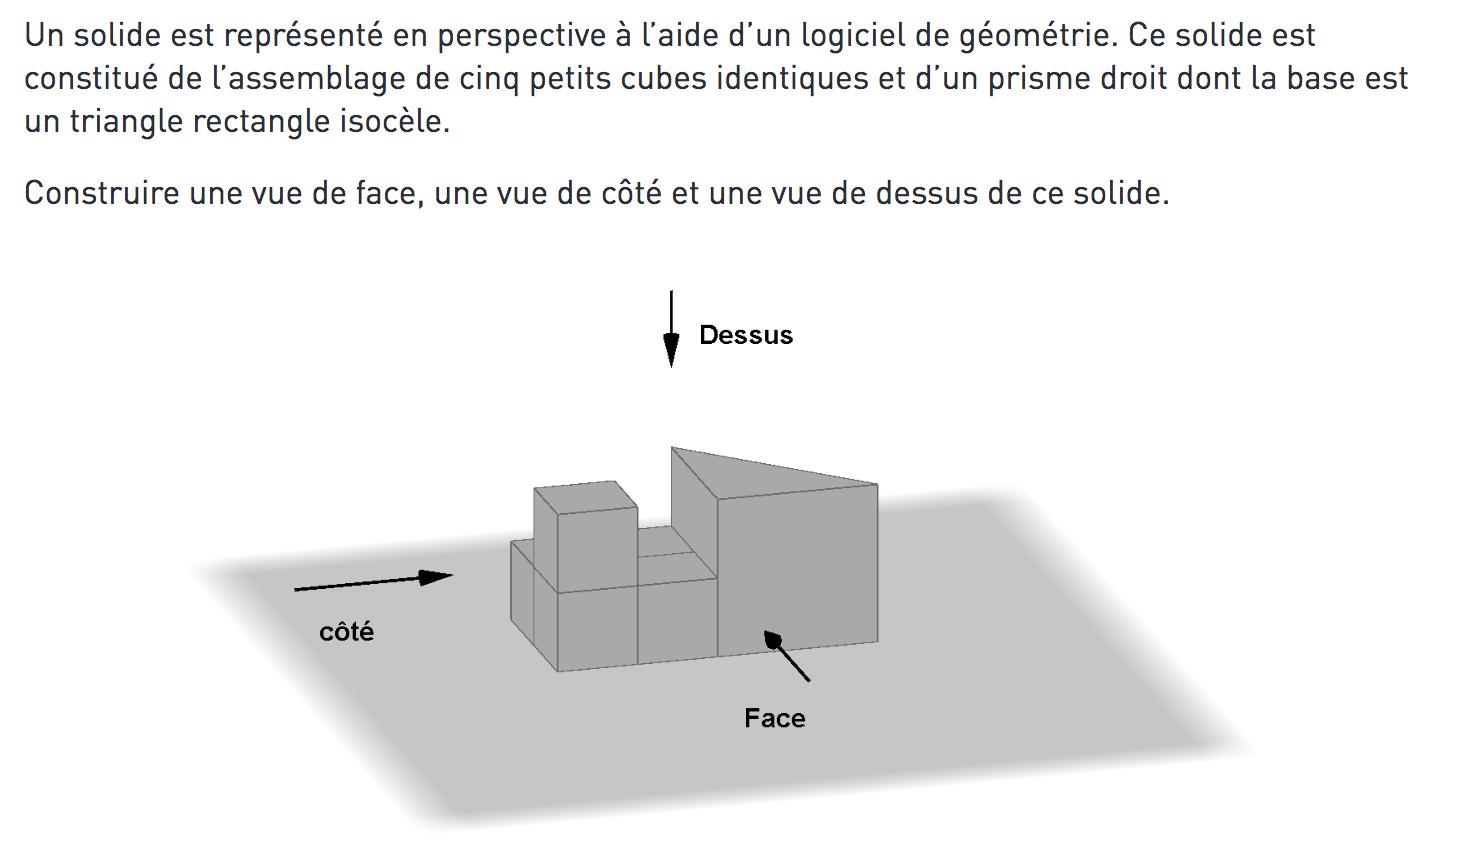 Un solide est représenté en perspective à l’aide d’un logiciel de géométrie. Ce solide est
constitué de l’assemblage de cinq petits cubes identiques et d’un prisme droit dont la base est
un triangle rectangle isocèle.
Construire une vue de face, une vue de côté et une vue de dessus de ce solide.
Dessus
côté
Face